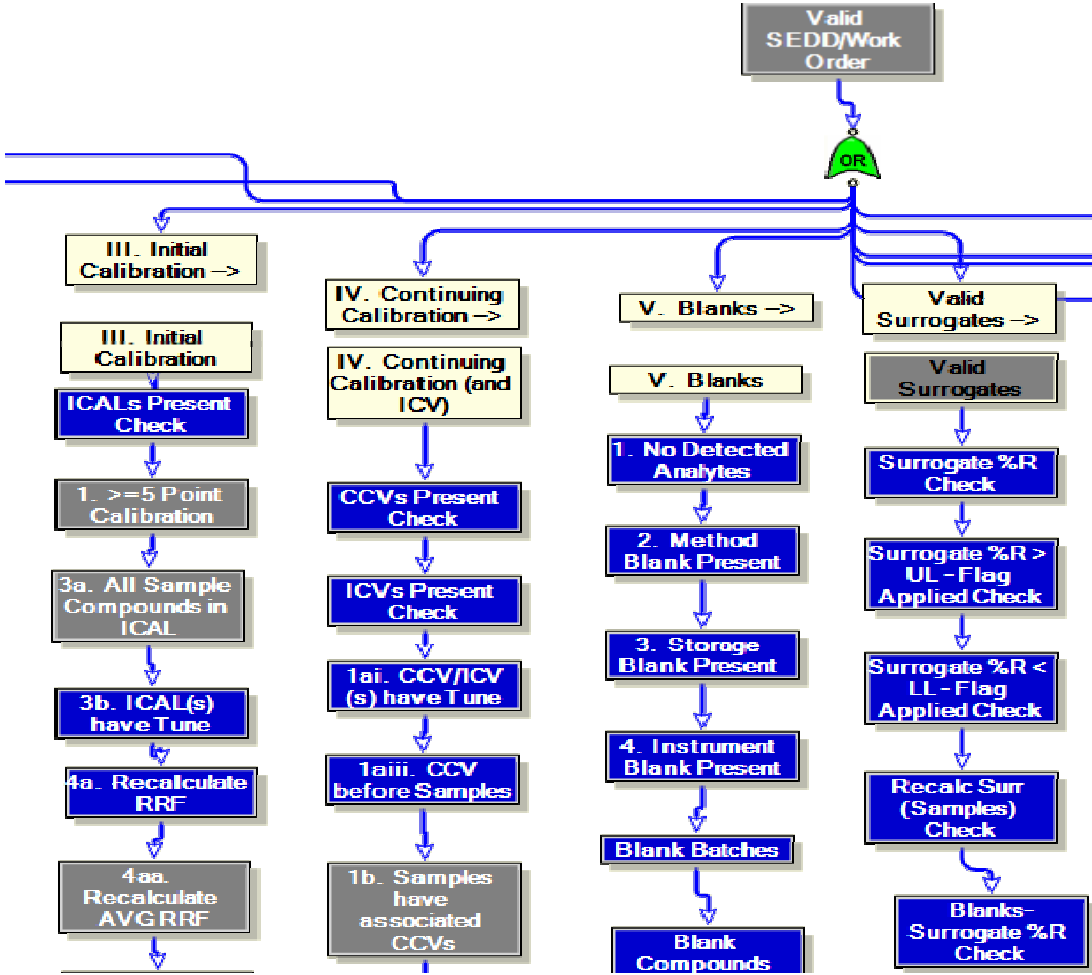 Valid
SEDD/Work
Order
OR
III. Initial
Calibration -->
III. Initial
Calibration
ICALs Present
Check
1. >=5 Point
Calibration
3a. All Sample
Compounds in
ICAL
3b. ICAL(s)
have Tune
4a. Recalculate
RRF
4aa.
Recalculate
AVG RRF
IV. Continuing
Calibration -->
IV. Continuing
Calibration (and
ICV)
CCVs Present
Check
ICVs Present
Check
1ai. CCV/ICV
(s) have Tune
1aiii. CCV
before Samples
1b. Samples
have
associated
CCVs
V. Blanks -->
V. Blanks
1. No Detected
Analytes
2. Method
Blank Present
3. Storage
Blank Present
4. Instrument
Blank Present
Blank Batches
Blank
Compounds
Valid
Surrogates -->
Valid
Surrogates
Surrogate %R
Check
Surrogate %R >
UL - Flag
Applied Check
Surrogate %R <
LL - Flag
Applied Check
Recalc Surr
(Samples)
Check
Blanks-
Surrogate %R
Check